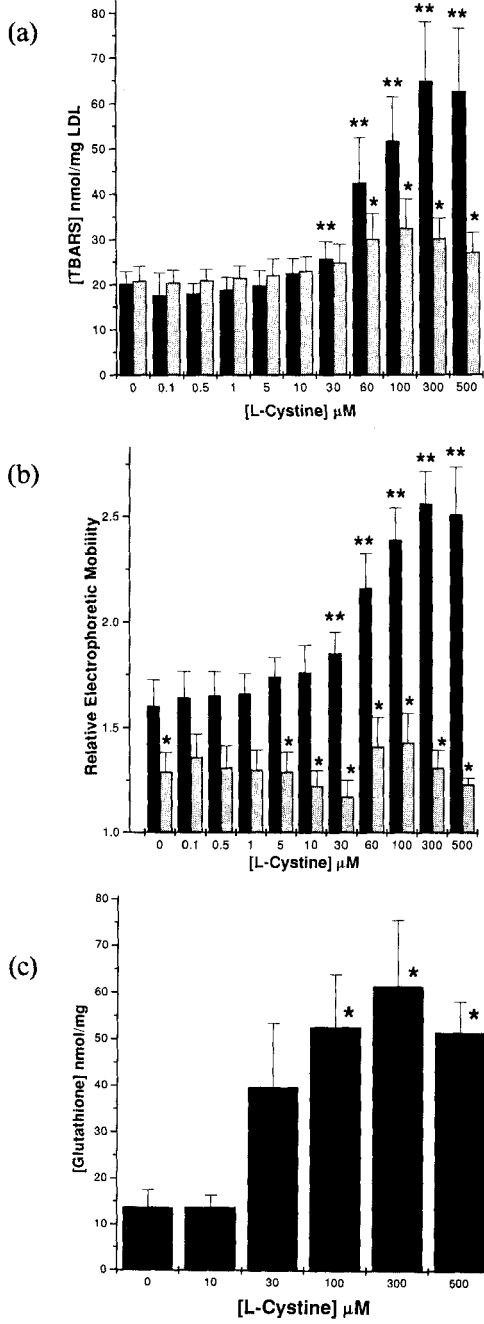 (a)
[TBARS] nmol/mg LDL
80
70
60
50
40
30
20
10
0
** ** ** ** **
* * * *
0 0.1 0.5 1 5 10 30 60 100 300 500
[L-Cystine] μM
(b)
Relative Electrophoretic Mobility
2.5
2.0
1.5
1.0
** ** ** ** **
* * * * * * * *
0 0.1 0.5 1 5 10 30 60 100 300 500
[L-Cystine] μM
(c)
[Glutathione] nmol/mg
80
70
60
50
40
30
20
10
0
* * *
0 10 30 100 300 500
[L-Cystine] μM